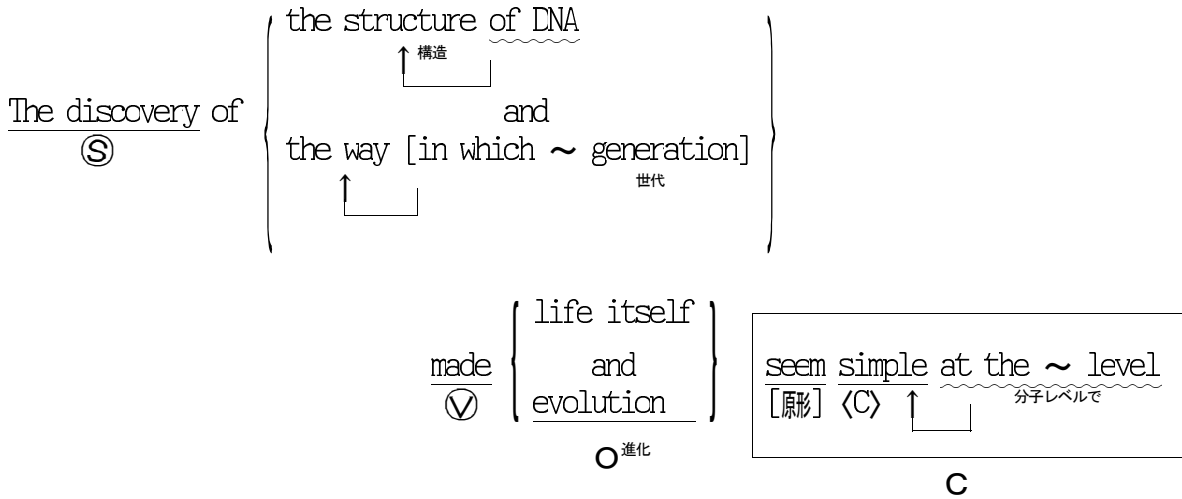 the structure of DNA
構造
The discovery of
and
Ⓢ
the way [in which ～ generation]
世代
life itself
made
and
seem simple at the ～ level
Ⓥ
evolution
[原形] 〈C〉
分子レベルで
O 進化
C